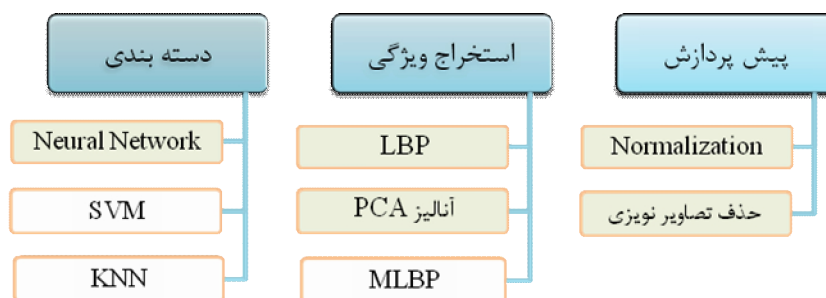 پیش پردازش
Normalization
حذف تصاویر نویزی
استخراج ویژگی
LBP
آنالیز PCA
MLBP
دسته بندی
Neural Network
SVM
KNN